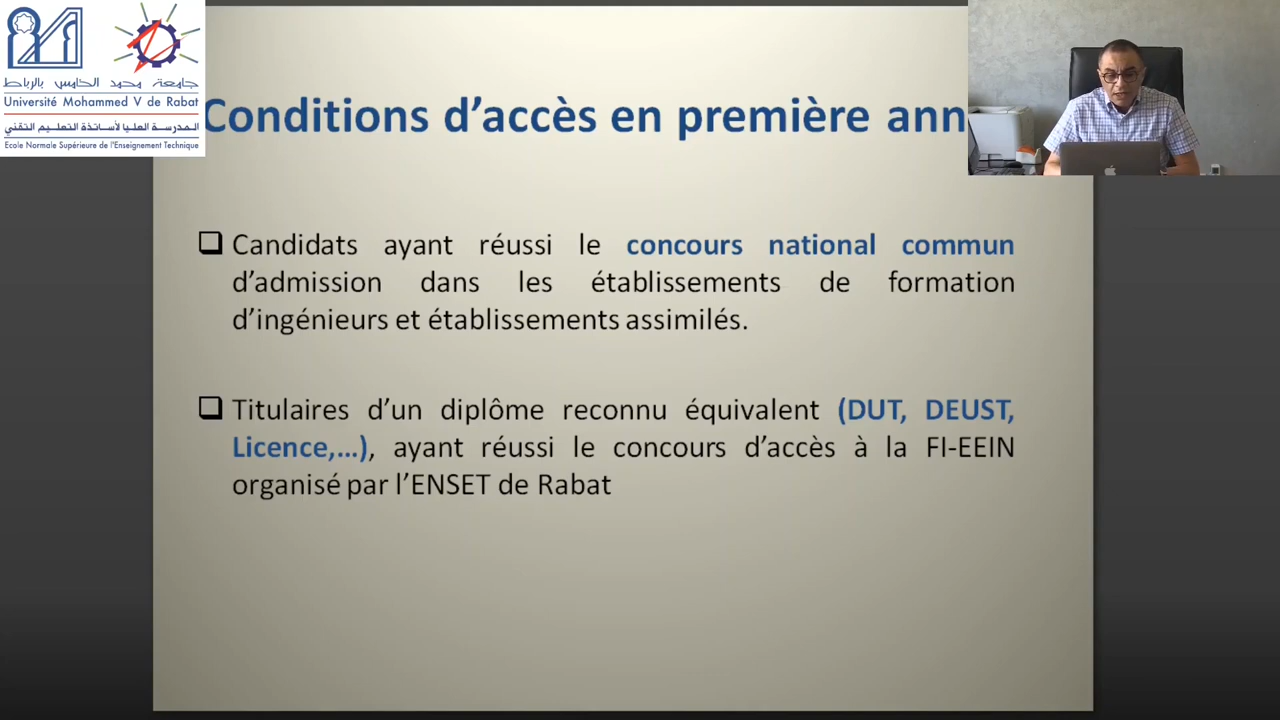 جامعة محمد الخامس بالرباط
Université Mohammed V de Rabat
المدرسة العليا لأساتذة التعليم التقني
Ecole Normale Supérieure de l'Enseignement Technique
Conditions d'accès en première ann
❑ Candidats ayant réussi le concours national commun
d'admission dans les établissements de formation
d'ingénieurs et établissements assimilés.
❑ Titulaires d'un diplôme reconnu équivalent (DUT, DEUST,
Licence,...), ayant réussi le concours d'accès à la FI-EEIN
organisé par l'ENSET de Rabat